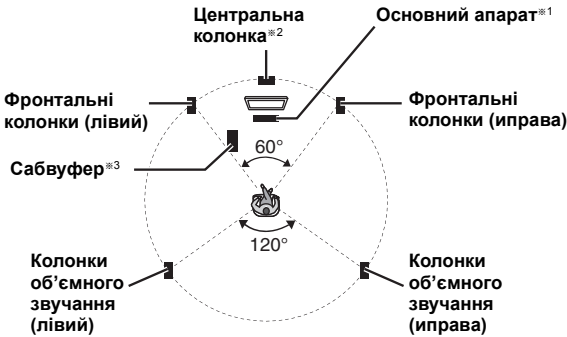 Центральна
колонка※2
Основний апарат※1
Фронтальні
колонки (лівий)
Фронтальні
колонки (иправа)
Сабвуфер※3
60°
120°
Колонки
об’ємного
звучання
(лівий)
Колонки
об’ємного
звучання
(иправа)